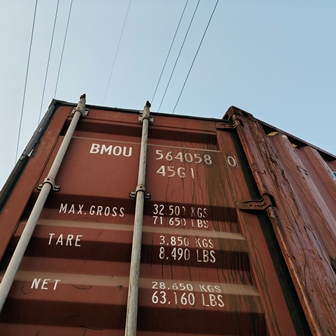 BMOU 564058 0
45G1
MAX.GROSS 32.500 KGS
71 650 LBS
TARE 3.850 KGS
8,490 LBS
NET 28.650 KGS
63,160 LBS